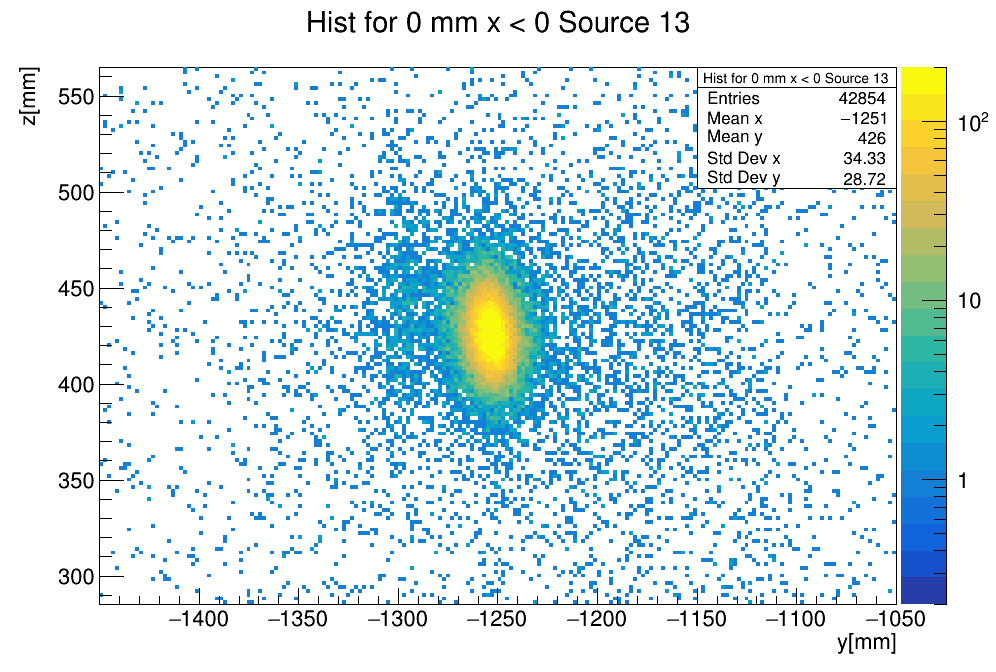 Hist for 0 mm x < 0 Source 13
z[mm]
Hist for 0 mm x < 0 Source 13
Entries 42854
Mean x −1251
Mean y 426
Std Dev x 34.33
Std Dev y 28.72
550
500
450
400
350
300
10²
10
1
−1400 −1350 −1300 −1250 −1200 −1150 −1100 −1050
y[mm]